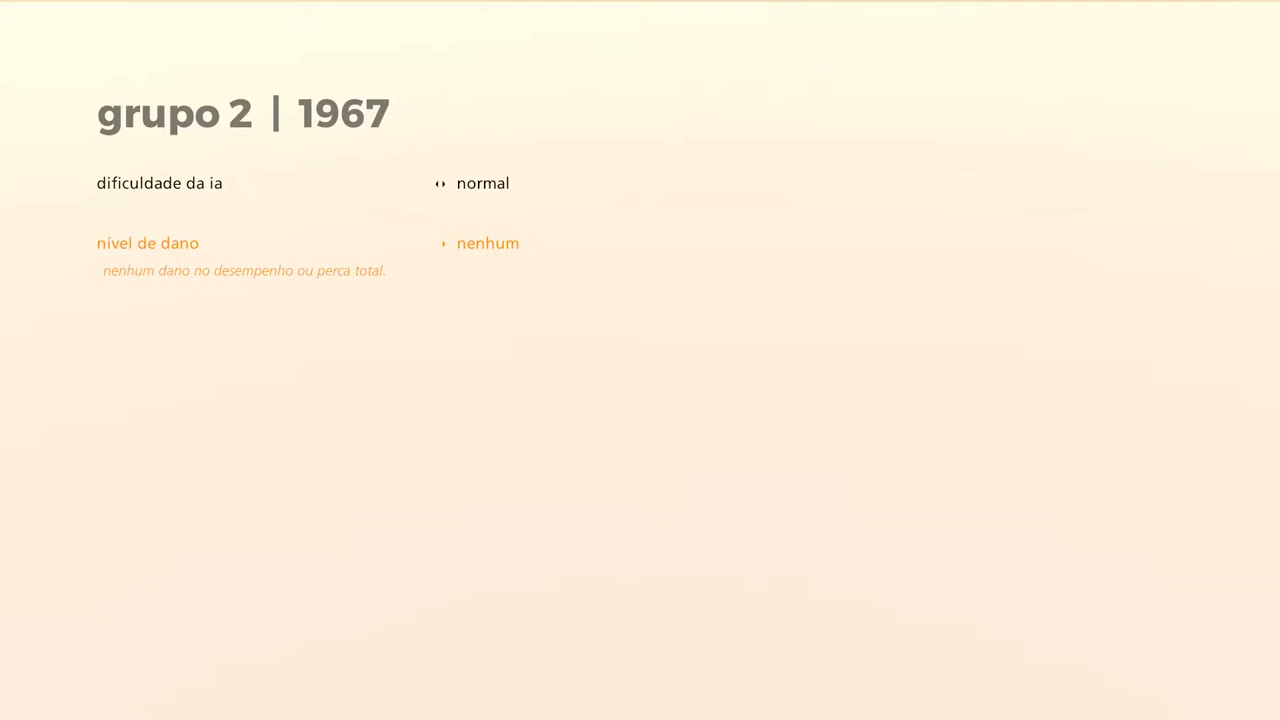 grupo 2 | 1967
dificuldade da ia normal
nível de dano nenhum
nenhum dano no desempenho ou perca total.